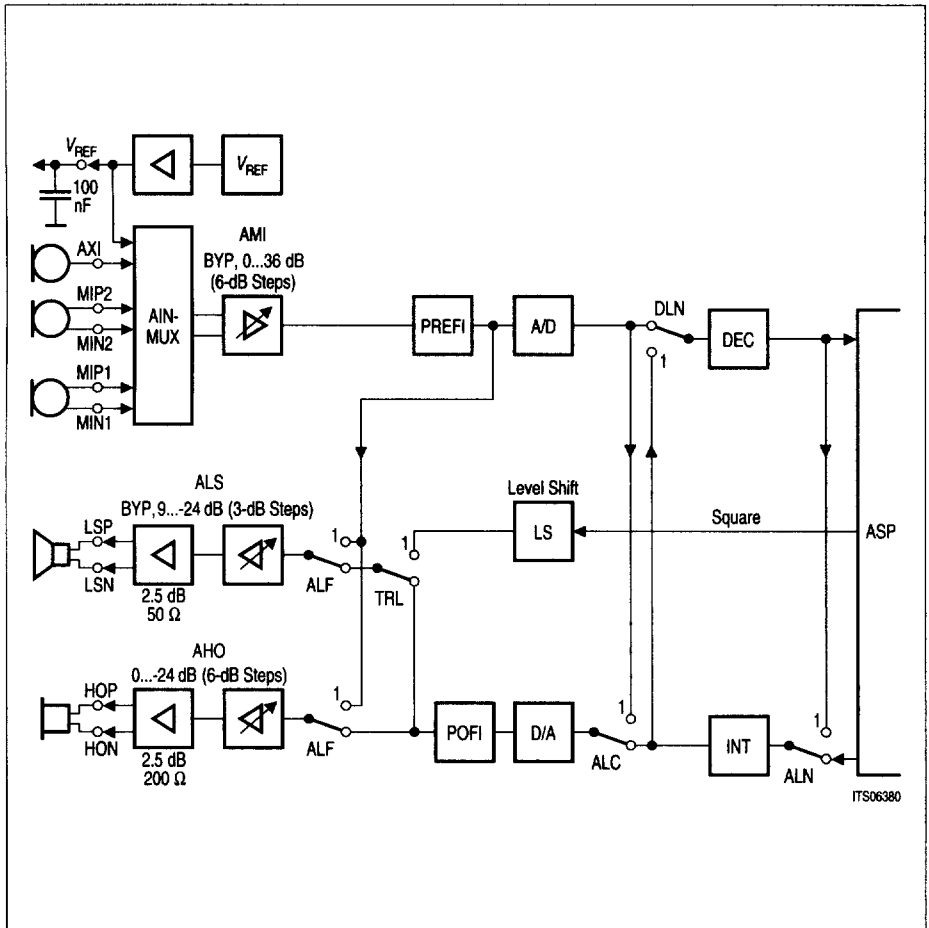 V_REF
V_REF
100
nF
AXI
MIP2
MIN2
MIP1
MIN1
AIN-
MUX
AMI
BYP, 0...36 dB
(6-dB Steps)
PREFI
A/D
DLN
1
DEC
ALS
BYP, 9...-24 dB (3-dB Steps)
LSP
LSN
2.5 dB
50 Ω
1
ALF
1
TRL
Level Shift
LS
Square
ASP
AHO
0...-24 dB (6-dB Steps)
HOP
HON
2.5 dB
200 Ω
1
ALF
POFI
D/A
1
ALC
INT
1
ALN
ITS06380